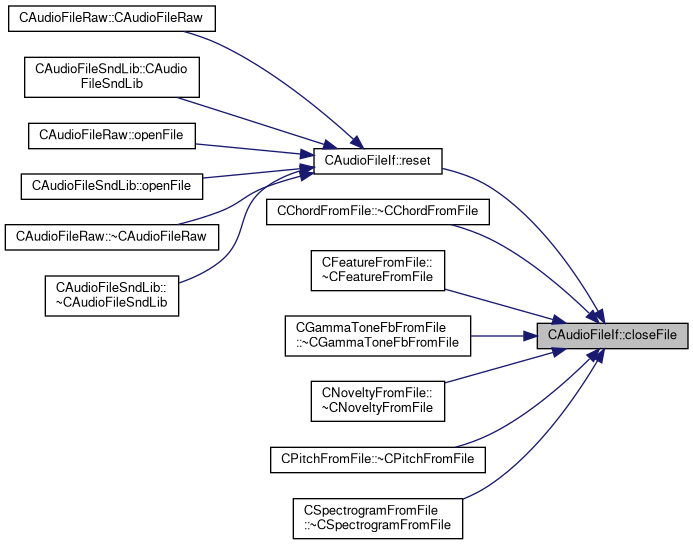 CAudioFileRaw::CAudioFileRaw
CAudioFileSndLib::CAudio
FileSndLib
CAudioFileRaw::openFile
CAudioFileIf::reset
CAudioFileSndLib::openFile
CChordFromFile::~CChordFromFile
CAudioFileRaw::~CAudioFileRaw
CFeatureFromFile::
~CFeatureFromFile
CAudioFileSndLib::
~CAudioFileSndLib
CGammaToneFbFromFile
::~CGammaToneFbFromFile
CAudioFileIf::closeFile
CNoveltyFromFile::
~CNoveltyFromFile
CPitchFromFile::~CPitchFromFile
CSpectrogramFromFile
::~CSpectrogramFromFile